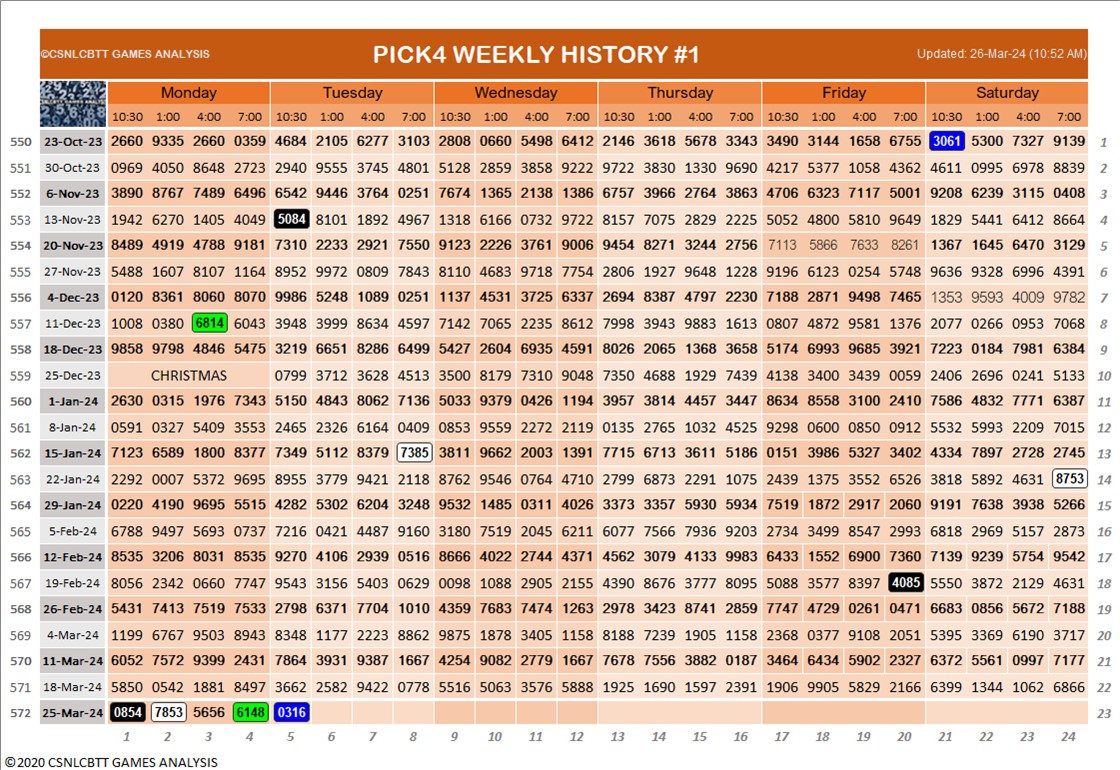 ©CSNLCBTT GAMES ANALYSIS PICK4 WEEKLY HISTORY #1 Updated: 26-Mar-24 (10:52 AM)
Monday Tuesday Wednesday Thursday Friday Saturday
10:30 1:00 4:00 7:00 10:30 1:00 4:00 7:00 10:30 1:00 4:00 7:00 10:30 1:00 4:00 7:00 10:30 1:00 4:00 7:00 10:30 1:00 4:00 7:00
550 23-Oct-23 2660 9335 2660 0559 4684 2105 6277 3103 2808 0660 5498 6412 2146 3618 5678 3343 3490 3144 1658 6755 3061 5300 7327 9139 1
551 30-Oct-23 0969 4050 8648 2723 2940 9555 3745 4801 5128 2859 3858 9222 9722 3830 1330 9690 4217 5377 1058 4362 4611 0995 6978 8839 2
552 6-Nov-23 3890 8767 7489 6496 6542 9446 3764 0251 7674 1365 2138 1386 6757 3966 2764 3863 4706 6323 7117 5001 9208 6239 3115 0408 3
553 13-Nov-23 1942 6270 1405 4049 5084 8101 1892 4967 1318 6166 0732 9722 8157 7075 2829 2225 5052 4800 5810 9649 1829 5441 6412 8664 4
554 20-Nov-23 8489 4919 4788 9181 7310 2233 2921 7550 9123 2226 3761 9006 9454 8271 3244 2756 7113 5866 7633 8261 1367 1645 6470 3129 5
555 27-Nov-23 5488 1607 8107 1164 8952 9972 0809 7843 8110 4683 9718 7754 2806 1927 9648 1228 9196 6123 0254 5748 9636 9328 6996 4391 6
556 4-Dec-23 0120 8361 8060 8070 9986 5248 1089 0251 1137 4531 3725 6337 2694 8387 4797 2230 7188 2871 9498 7465 1353 9593 4009 9782 7
557 11-Dec-23 1008 0380 6814 6043 3948 3999 8634 4597 7142 7065 2235 8612 7998 3943 9883 1613 0807 4872 9581 1376 2077 0266 0953 7068 8
558 18-Dec-23 9858 9798 4846 5475 3219 6651 8286 6499 5427 2604 6935 4591 8026 2065 1368 3658 5174 6993 9685 3921 7223 0184 7981 6384 9
559 25-Dec-23 CHRISTMAS 0799 3712 3628 4513 3500 8179 7310 9048 7350 4688 1929 7439 4138 3400 3439 0059 2406 2696 0241 5133 10
560 1-Jan-24 2630 0315 1976 7343 5150 4843 8062 7136 5033 9379 0426 1194 3957 3814 4457 3447 8634 8558 3100 2410 7586 4832 7771 6387 11
561 8-Jan-24 0591 0327 5409 3553 2465 2326 6164 0409 0853 9559 2272 2119 0135 2765 1032 4525 9298 0600 0850 0912 5532 5993 2209 7015 12
562 15-Jan-24 7123 6589 1800 8377 7349 5112 8379 7385 3811 9662 2003 1391 7715 6713 3611 5186 0151 3986 5327 3402 4334 7897 2728 2745 13
563 22-Jan-24 2292 0007 5372 9695 8955 3779 9421 2118 8762 9546 0764 4710 2799 6873 2291 1075 2439 1375 3552 6526 3818 5892 4631 8753 14
564 29-Jan-24 0220 4190 9695 5515 4282 5302 6204 3248 9532 1485 0311 4026 3373 3357 5930 5934 7519 1872 2917 2060 9191 7638 3938 5266 15
565 5-Feb-24 6788 9497 5693 0737 7216 0421 4487 9160 3180 7519 2045 6211 6077 7566 7936 9203 2734 3499 8547 2993 6818 2969 5157 2873 16
566 12-Feb-24 8535 3206 8031 8535 9270 4106 2939 0516 8666 4022 2744 4371 4562 3079 4133 9983 6433 1552 6900 7360 7139 9239 5754 9542 17
567 19-Feb-24 8056 2342 0660 7747 9543 3156 5403 0629 0098 1088 2905 2155 4390 8676 3777 8095 5088 3577 8397 4085 5550 3872 2129 4631 18
568 26-Feb-24 5431 7413 7519 7533 2798 6371 7704 1010 4359 7683 7474 1263 2978 3423 8741 2859 7747 4729 0261 0471 6683 0856 5672 7188 19
569 4-Mar-24 1199 6767 9503 8943 8348 1177 2223 8862 9875 1878 3405 1158 8188 7239 1905 1158 2368 0377 9108 2051 5395 3369 6190 3717 20
570 11-Mar-24 6052 7572 9399 2431 7864 3931 9387 1667 4254 9082 2779 1667 7678 7556 3882 0187 3464 6434 5902 2327 6372 5561 0997 7177 21
571 18-Mar-24 5850 0542 1881 8497 3662 2582 9422 0778 5516 5063 3576 5888 1925 1690 1597 2391 1906 9905 5829 2166 6399 1344 1062 6866 22
572 25-Mar-24 0854 7853 5656 6148 0316 23
1 2 3 4 5 6 7 8 9 10 11 12 13 14 15 16 17 18 19 20 21 22 23 24
©2020 CSNLCBTT GAMES ANALYSIS